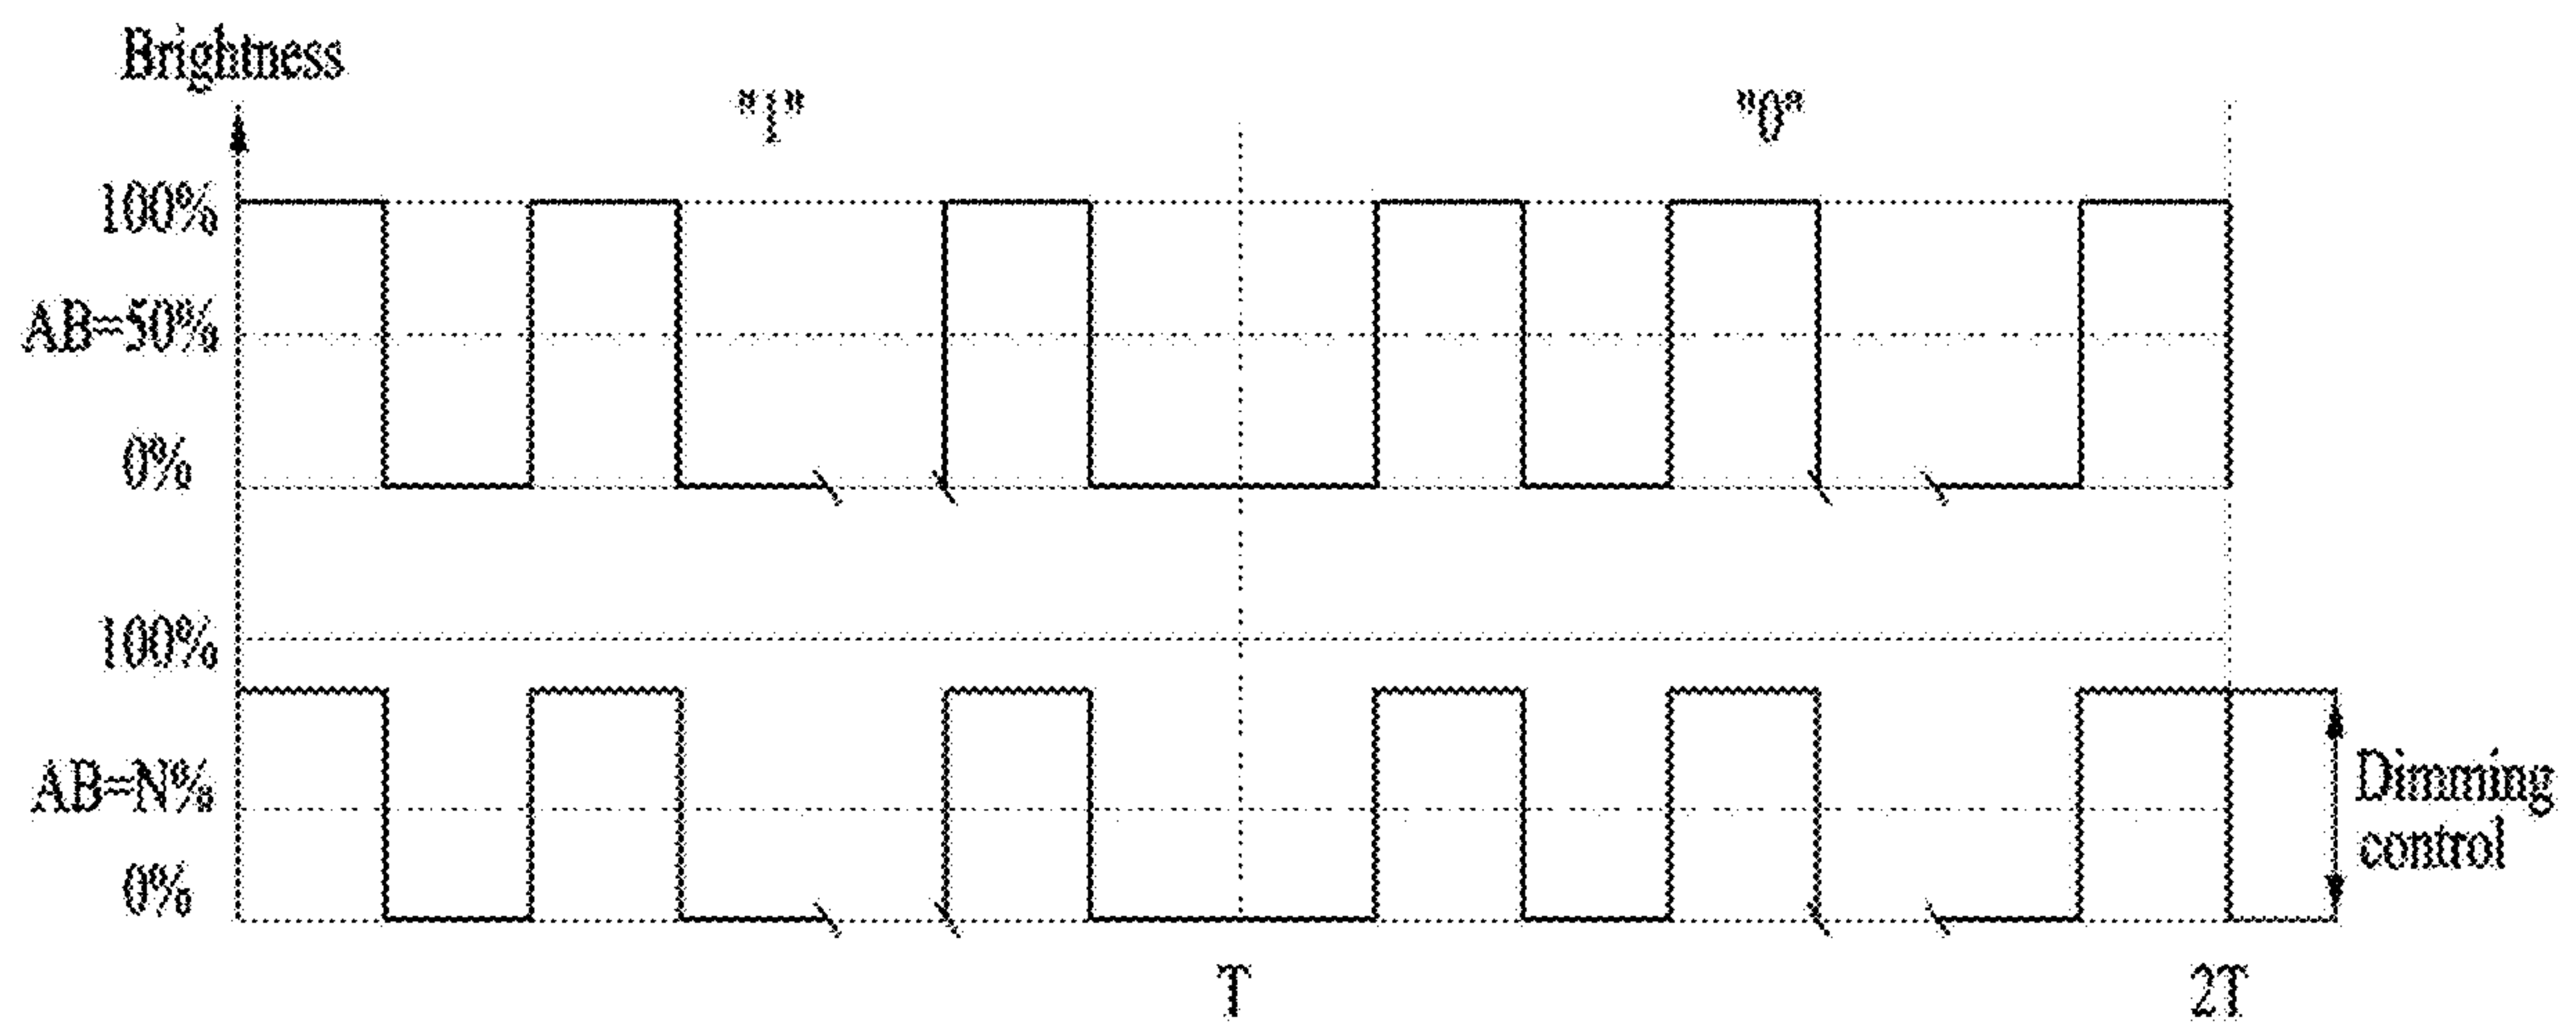 Brightness
"1"
"0"
100%
AB=50%
0%
100%
AB=N%
0%
Dimming
control
T
2T